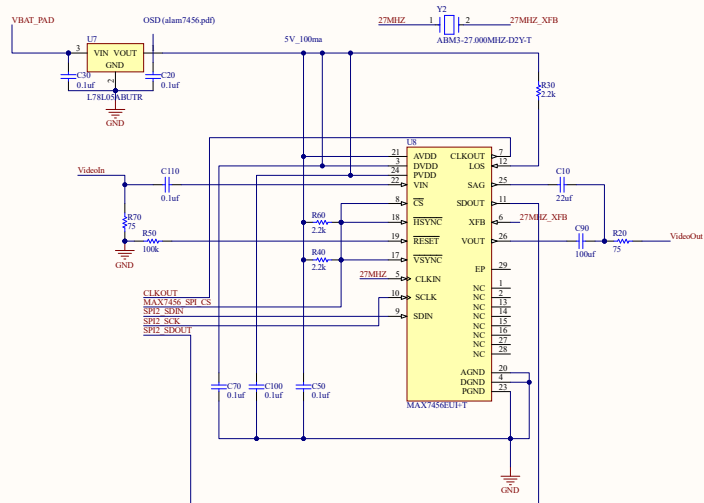 VBAT_PAD
U7
OSD (alam7456.pdf)
3
VIN VOUT
1
GND
2
C30
0.1uf
C20
0.1uf
L78L05ABUTR
GND
5V_100ma
Y2
27MHZ
1
2
27MHZ_XFB
ABM3-27.000MHZ-D2Y-T
R30
2.2k
U8
21
AVDD
CLKOUT
7
3
DVDD
LOS
12
24
PVDD
22
VIN
SAG
25
8
CS
SDOUT
11
18
HSYNC
XFB
6
27MHZ_XFB
19
RESET
VOUT
26
17
VSYNC
EP
29
27MHZ
5
CLKIN
10
SCLK
9
SDIN
NC
1
NC
2
NC
13
NC
14
NC
15
NC
16
NC
27
NC
28
AGND
20
DGND
4
PGND
23
MAX7456EUI+T
VideoIn
C110
0.1uf
R70
75
R50
100k
GND
R60
2.2k
R40
2.2k
C10
22uf
C90
100uf
R20
75
VideoOut
CLKOUT
MAX7456_SPI_CS
SPI2_SDIN
SPI2_SCK
SPI2_SDOUT
C70
0.1uf
C100
0.1uf
C50
0.1uf
GND